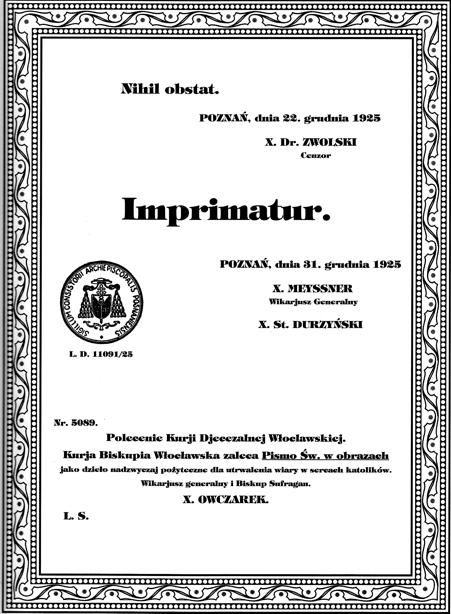 Nihil obstat.
POZNAŃ, dnia 22. grudnia 1925
X. Dr. ZWOLSKI
Cenzor
Imprimatur.
POZNAŃ, dnia 31. grudnia 1925
X. MEYSSNER
Wikarjusz Generalny
X. St. DURZYŃSKI
SIGILLUM CONSISTORII ARCHIEPISCOPALIS POSNANIENSIS
L. D. 11091/25
Nr. 5089.
Polecenie Kurji Djecezalnej Włocławskiej.
Kurja Biskupia Włocławska zaleca Pismo Św. w obrazach
jako dzieło nadzwyczaj pożyteczne dla utrwalenia wiary w sercach katolików.
Wikarjusz generalny i Biskup Sufragan.
X. OWCZAREK.
L. S.